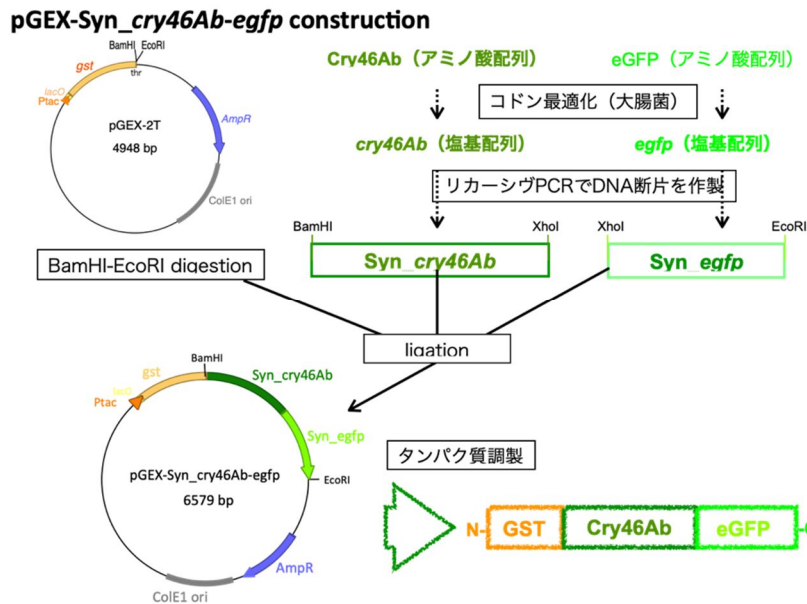 pGEX-Syn_cry46Ab-egfp construction
BamHI EcoRI
thr
gst
lacO
Ptac
AmpR
pGEX-2T
4948 bp
ColE1 ori
Cry46Ab（アミノ酸配列）
eGFP（アミノ酸配列）
コドン最適化（大腸菌）
cry46Ab（塩基配列）
egfp（塩基配列）
リカーシヴPCRでDNA断片を作製
BamHI
XhoI
XhoI
EcoRI
BamHI-EcoRI digestion
Syn_cry46Ab
Syn_egfp
ligation
BamHI
gst
Syn_cry46Ab
lacO
Ptac
Syn_egfp
pGEX-Syn_cry46Ab-egfp
6579 bp
EcoRI
AmpR
ColE1 ori
タンパク質調製
N- GST Cry46Ab eGFP